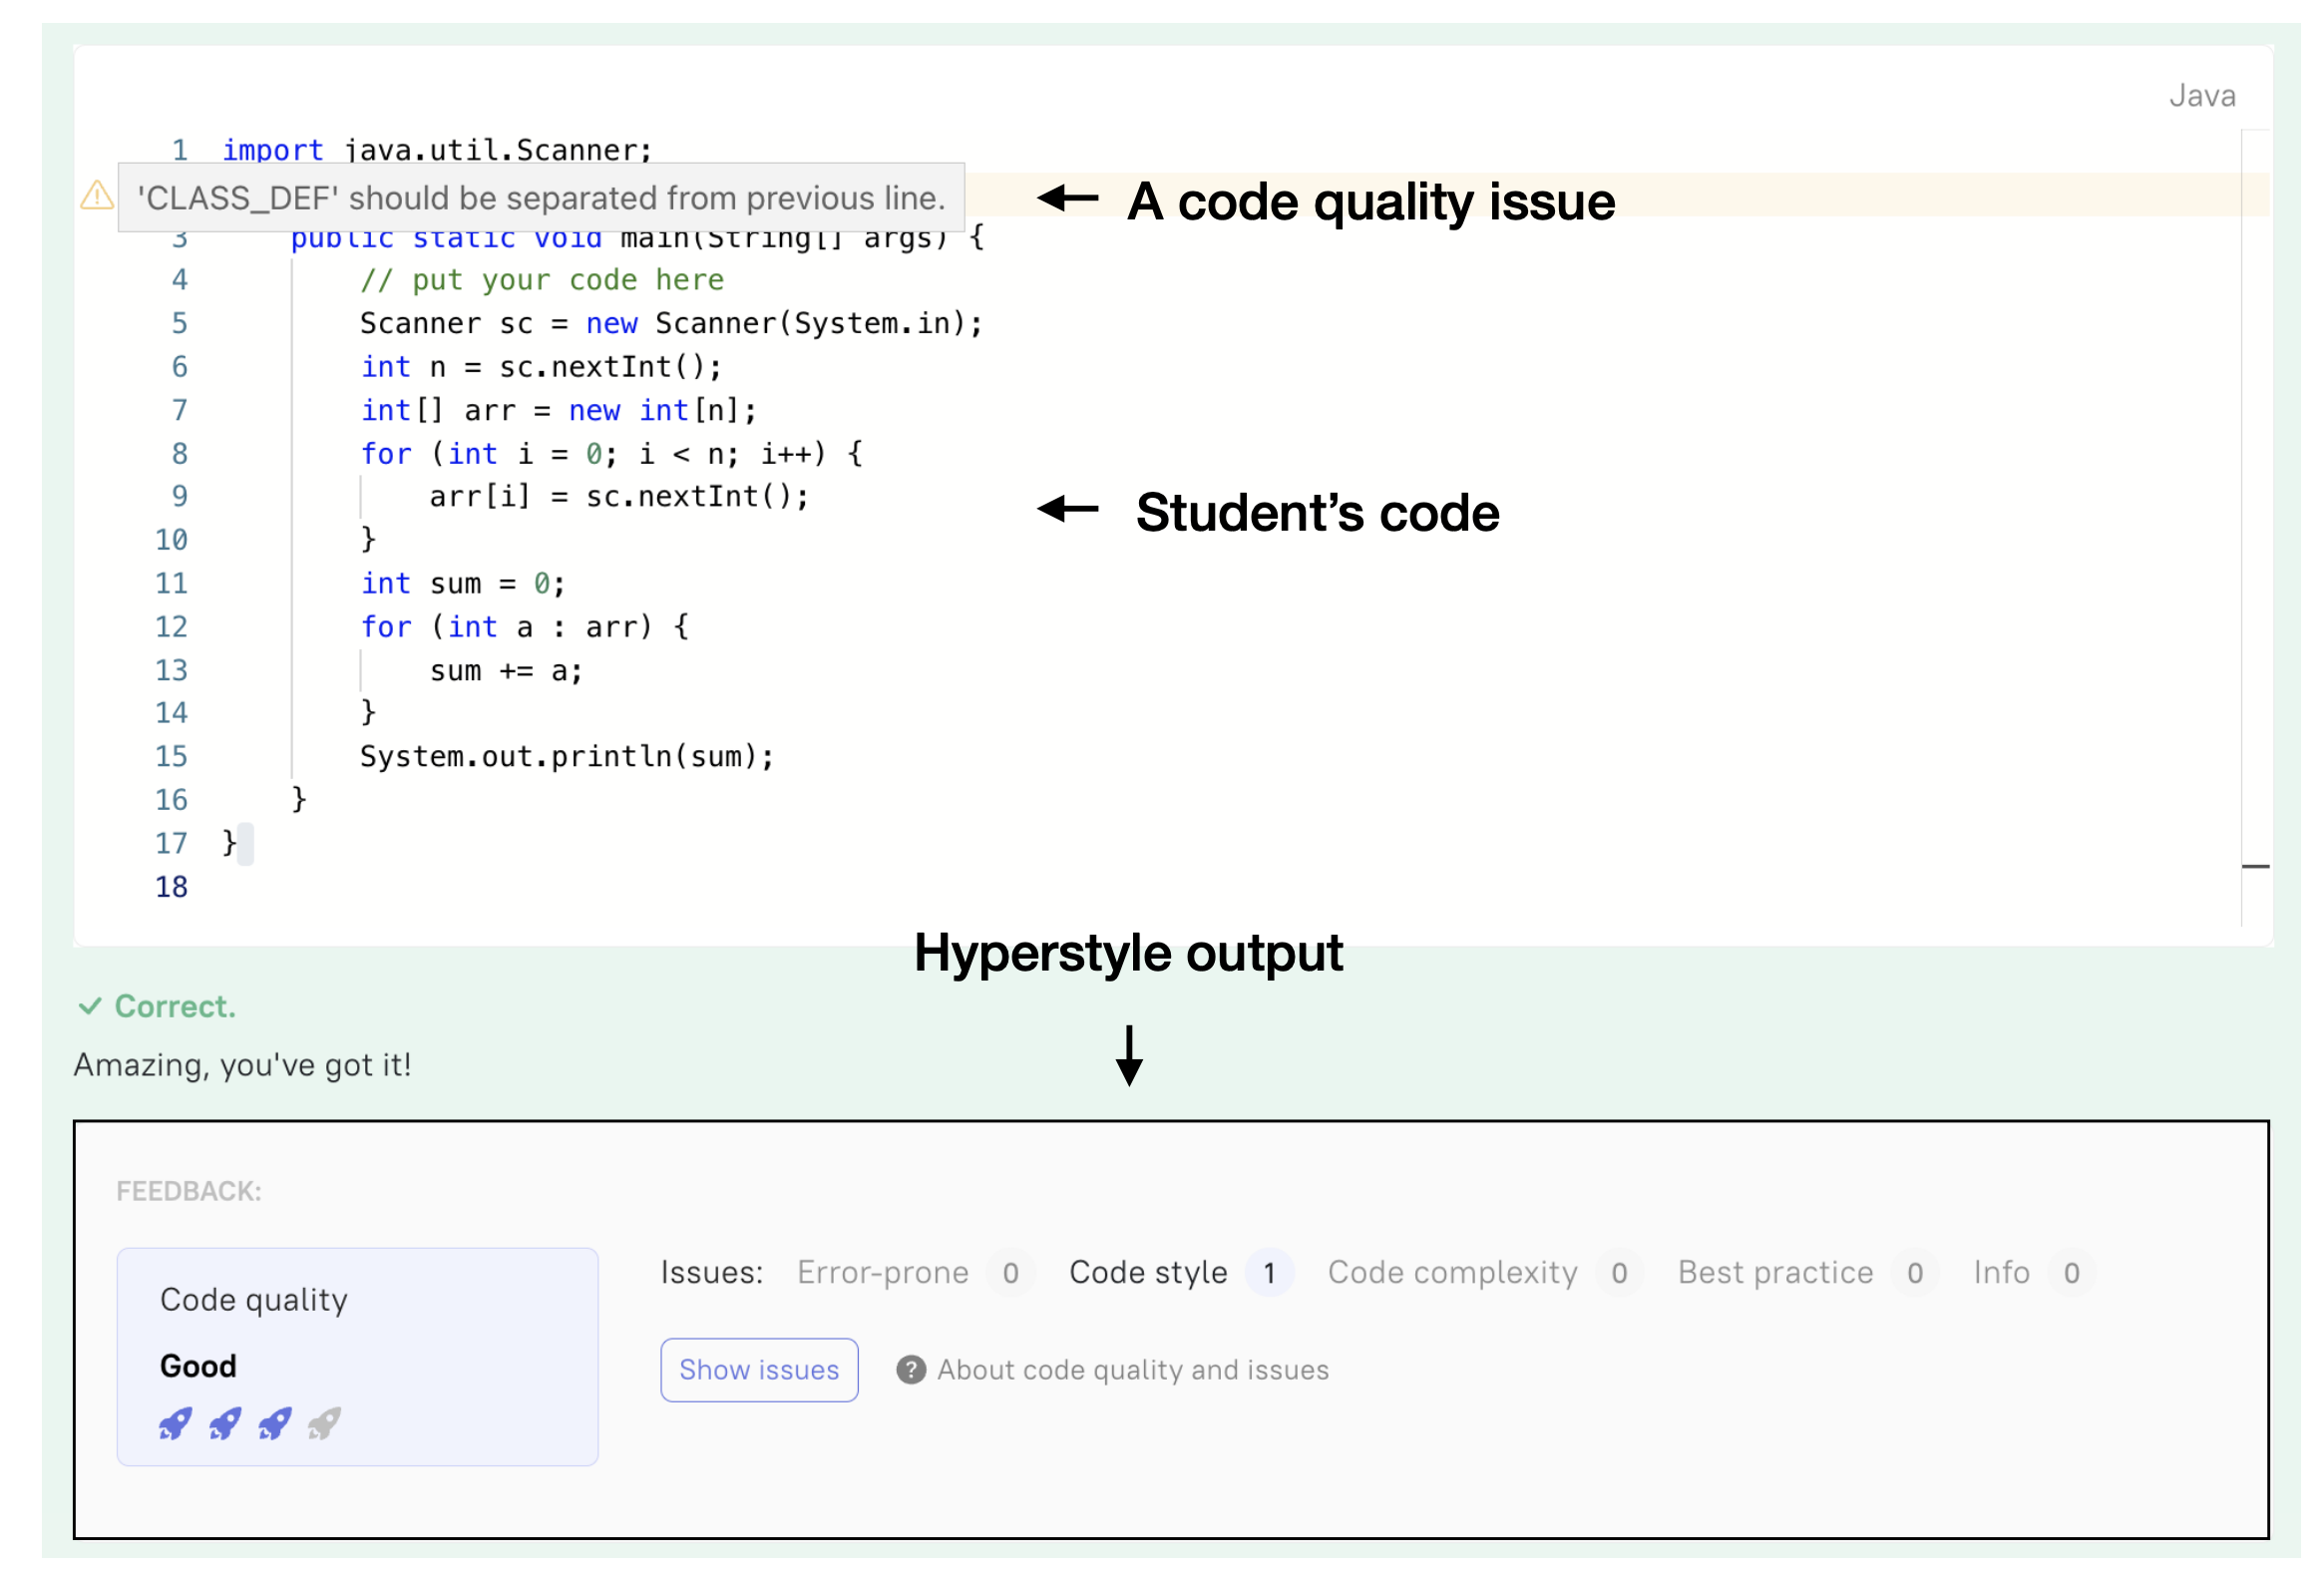 Java
1 import java.util.Scanner;
'CLASS_DEF' should be separated from previous line.
A code quality issue
3 public static void main(String[] args) {
4 // put your code here
5 Scanner sc = new Scanner(System.in);
6 int n = sc.nextInt();
7 int[] arr = new int[n];
8 for (int i = 0; i < n; i++) {
9 arr[i] = sc.nextInt();
Student’s code
10 }
11 int sum = 0;
12 for (int a : arr) {
13 sum += a;
14 }
15 System.out.println(sum);
16 }
17 }
18
Hyperstyle output
Correct.
Amazing, you've got it!
FEEDBACK:
Code quality
Good
Issues: Error-prone 0 Code style 1 Code complexity 0 Best practice 0 Info 0
Show issues ? About code quality and issues